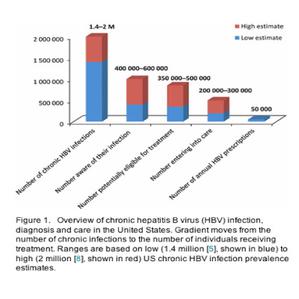 High estimate
Low estimate
1.4–2 M
2 000 000
1 500 000
1 000 000
500 000
0
400 000–600 000
350 000–500 000
200 000–300 000
50 000
Number of chronic HBV infections
Number aware of their infection
Number potentially eligible for treatment
Number entering into care
Number of annual HBV prescriptions
Figure 1. Overview of chronic hepatitis B virus (HBV) infection,
diagnosis and care in the United States. Gradient moves from the
number of chronic infections to the number of individuals receiving
treatment. Ranges are based on low (1.4 million [5], shown in blue) to
high (2 million [8], shown in red) US chronic HBV infection prevalence
estimates.